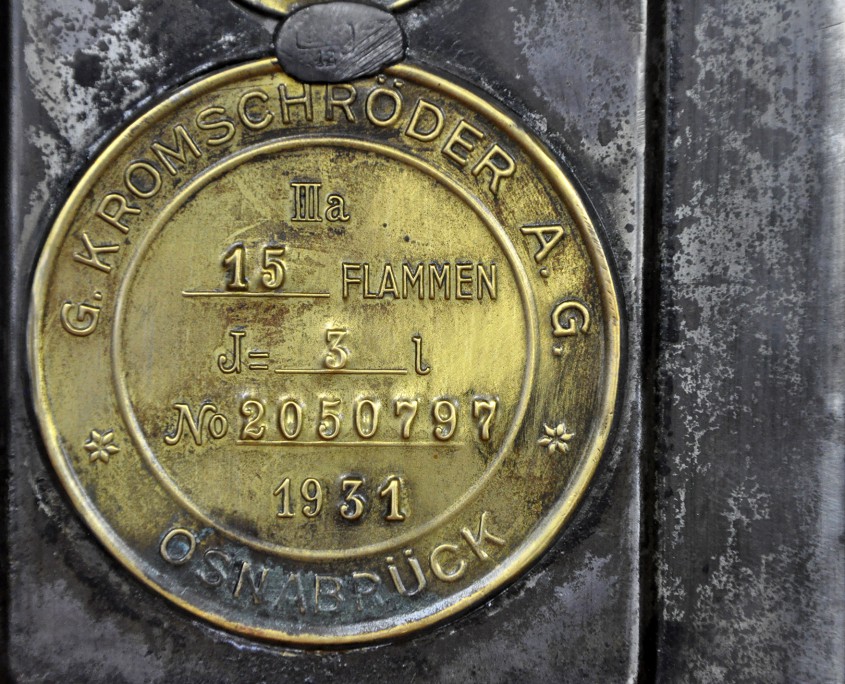 G. KROMSCHRÖDER A. G.
IIIa
15 FLAMMEN
J= 3 l
No 2050797
1931
OSNABRÜCK